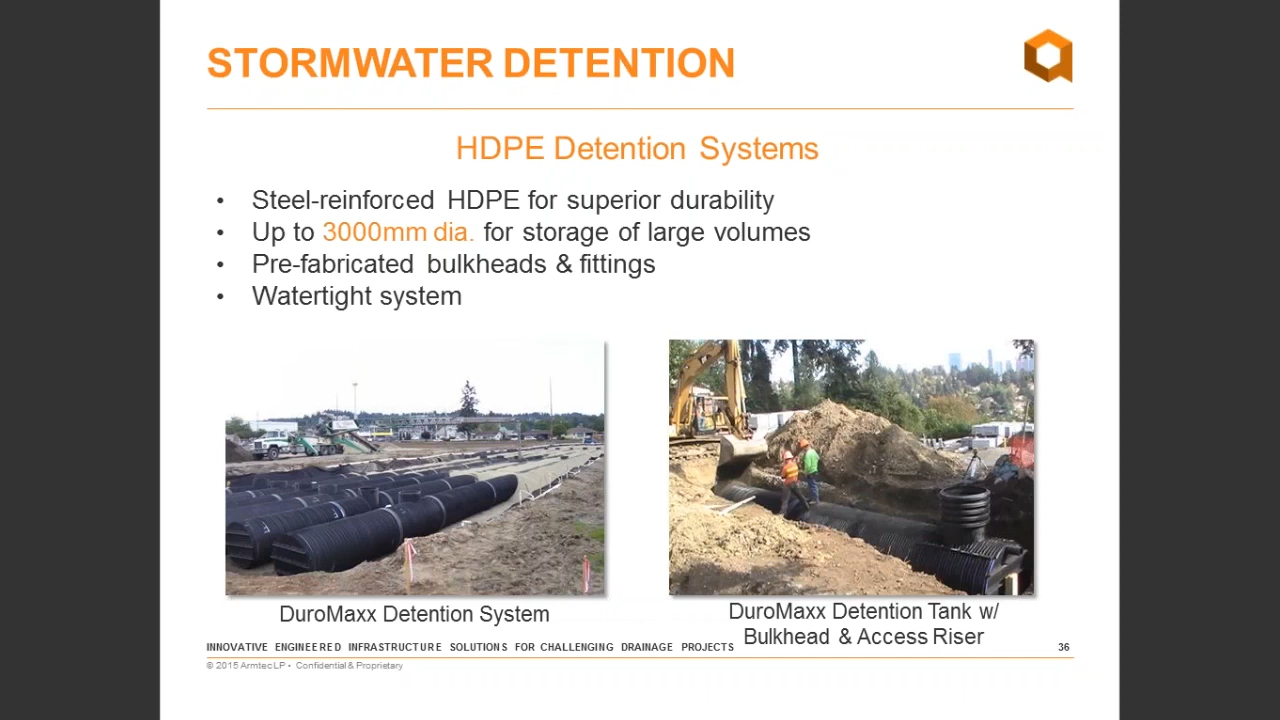 STORMWATER DETENTION
HDPE Detention Systems
• Steel-reinforced HDPE for superior durability
• Up to 3000mm dia. for storage of large volumes
• Pre-fabricated bulkheads & fittings
• Watertight system
DuroMaxx Detention System
DuroMaxx Detention Tank w/
Bulkhead & Access Riser
INNOVATIVE ENGINEERED INFRASTRUCTURE SOLUTIONS FOR CHALLENGING DRAINAGE PROJECTS
36
© 2015 Armtec LP • Confidential & Proprietary